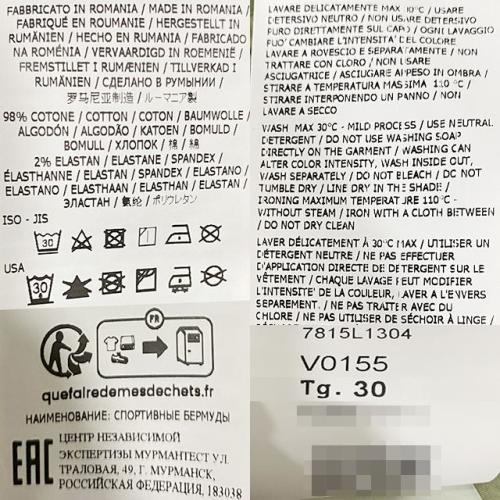 FABBRICATO IN ROMANIA / MADE IN ROMANIA /
FABRIQUÉ EN ROUMANIE / HERGESTELLT IN
RUMÄNIEN / HECHO EN RUMANIA / FABRICADO
NA ROMÉNIA / VERVAARDIGD IN ROEMENIË /
FREMSTILLET I RUMÆNIEN / TILLVERKAD I
RUMÄNIEN / СДЕЛАНО В РУМЫНИИ /
罗马尼亚制造 / ルーマニア製
98% COTONE / COTTON / COTON / BAUMWOLLE /
ALGODÓN / ALGODÃO / KATOEN / BOMULD /
BOMULL / ХЛОПОК / 棉 / 綿
2% ELASTAN / ELASTANE / SPANDEX /
ÉLASTHANNE / ELASTAN / SPANDEX / ELASTANO /
ELASTANO / ELASTHAAN / ELASTHAN / ELASTAN /
ЭЛАСТАН / 氨纶 / ポリウレタン
ISO - JIS
30
USA
30
FR
quefairedemesdechets.fr
НАИМЕНОВАНИЕ: СПОРТИВНЫЕ БЕРМУДЫ
EAC
ЦЕНТР НЕЗАВИСИМОЙ
ЭКСПЕРТИЗЫ МУРМАНТЕСТ УЛ.
ТРАЛОВАЯ, 49, Г. МУРМАНСК,
РОССИЙСКАЯ ФЕДЕРАЦИЯ, 183038
LAVARE DELICATAMENTE MAX 30°C / USARE
DETERSIVO NEUTRO / NON USARE DETERSIVO
PURO DIRETTAMENTE SUL CAPO / OGNI LAVAGGIO
PUO' CAMBIARE L'INTENSITA' DEL COLORE
LAVARE A ROVESCIO E SEPARATAMENTE / NON
TRATTARE CON CLORO / NON USARE
ASCIUGATRICE / ASCIUGARE APPESO IN OMBRA /
STIRARE A TEMPERATURA MASSIMA 110 °C /
STIRARE INTERPONENDO UN PANNO / NON
LAVARE A SECCO
WASH MAX 30°C - MILD PROCESS / USE NEUTRAL
DETERGENT / DO NOT USE WASHING SOAP
DIRECTLY ON THE GARMENT / WASHING CAN
ALTER COLOR INTENSITY, WASH INSIDE OUT,
WASH SEPARATELY / DO NOT BLEACH / DO NOT
TUMBLE DRY / LINE DRY IN THE SHADE /
IRONING MAXIMUM TEMPERATURE 110°C -
WITHOUT STEAM / IRON WITH A CLOTH BETWEEN
/ DO NOT DRY CLEAN
LAVER DÉLICATEMENT À 30°C MAX / UTILISER UN
DÉTERGENT NEUTRE / NE PAS EFFECTUER
D'APPLICATION DIRECTE DE DETERGENT SUR LE
VÊTEMENT / CHAQUE LAVAGE PEUT MODIFIER
L'INTENSITE' DE LA COULEUR, LAVER A L'ENVERS
SEPAREMENT. / NE PAS TRAITER AVEC DU
CHLORE / NE PAS UTILISER DE SÉCHOIR À LINGE /
7815L1304
V0155
Tg. 30